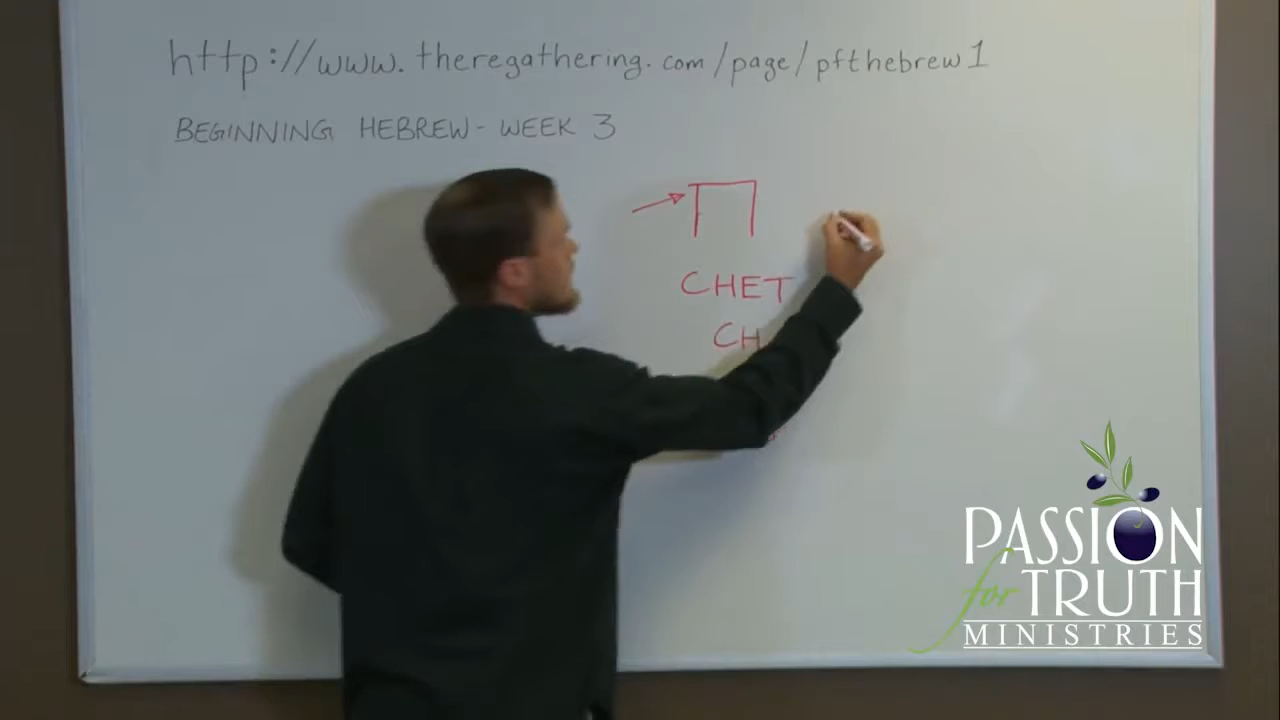 http://www.theregathering.com/page/pfthebrew1
BEGINNING HEBREW - WEEK 3
ח
CHET
CH
PASSION
for TRUTH
MINISTRIES